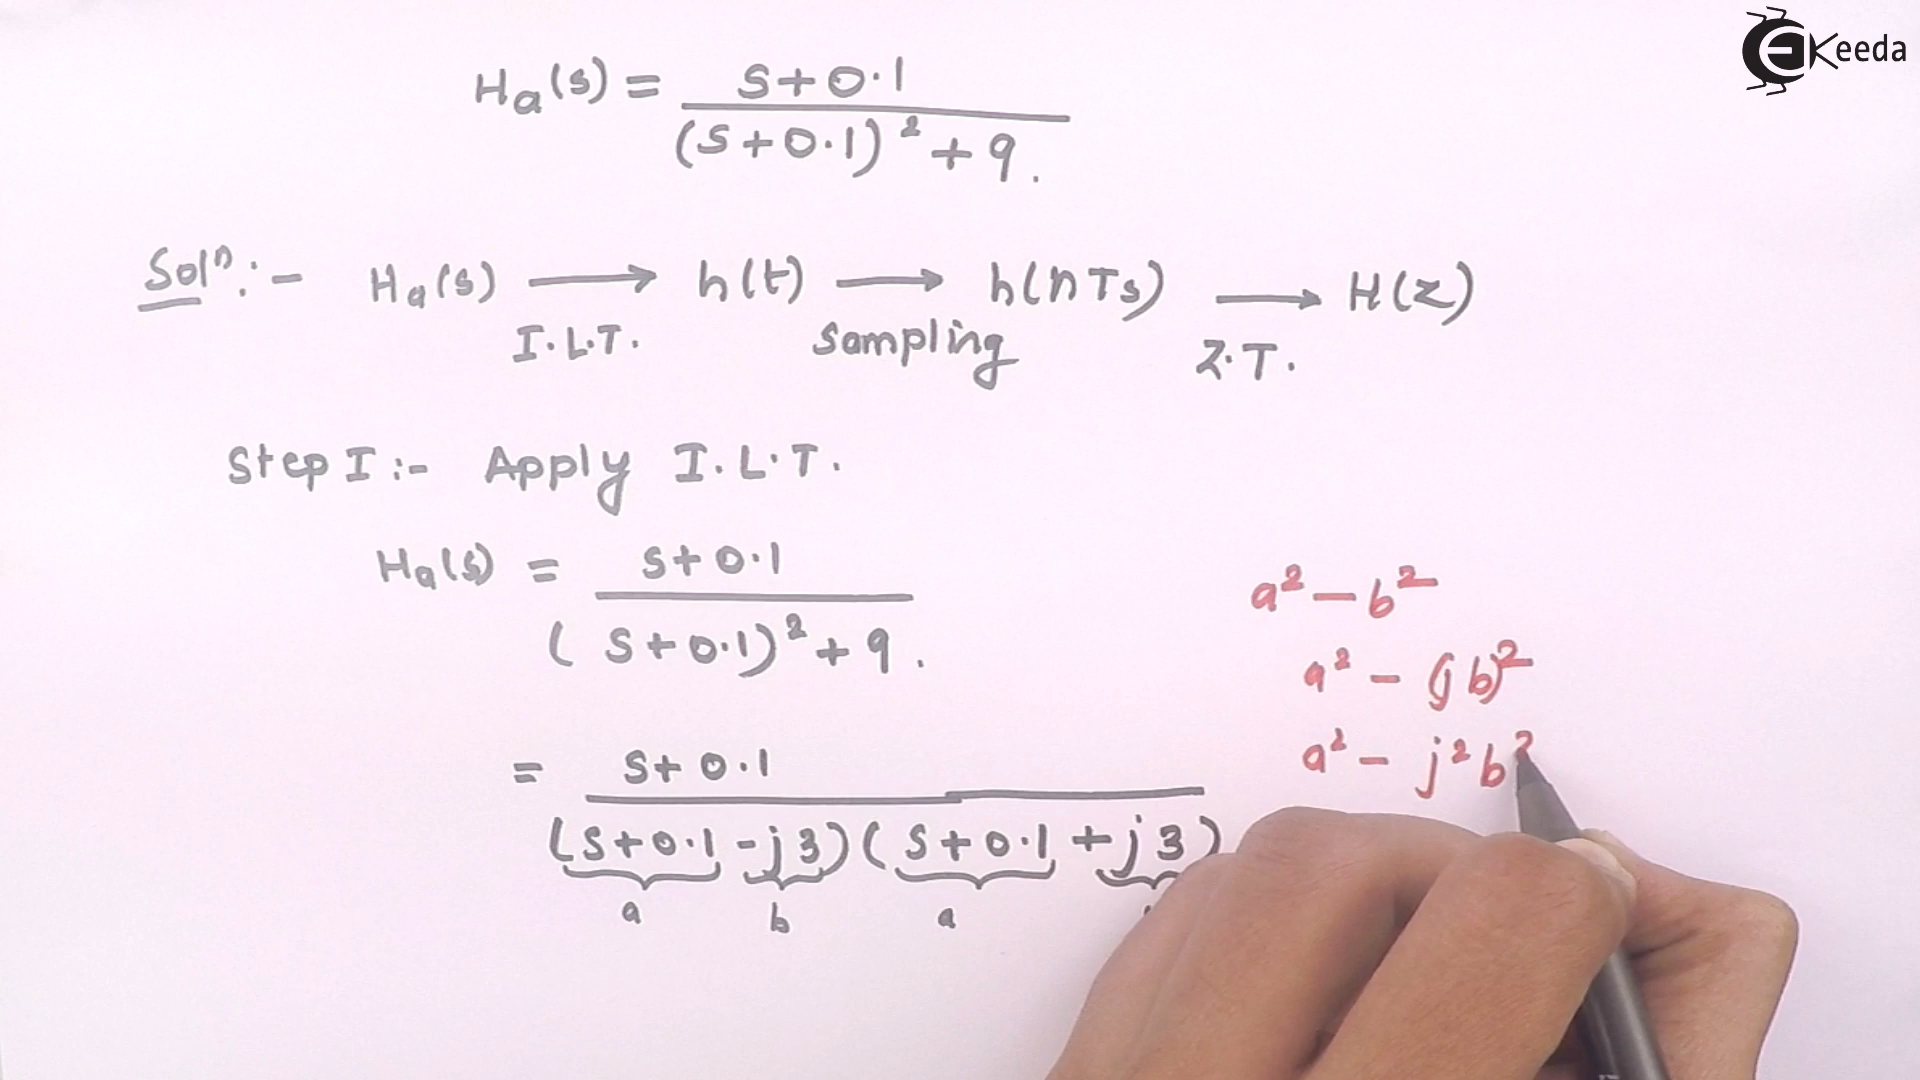 Keeda
Ha(s) = s+0.1
(s+0.1)² + 9.
Solⁿ:- Ha(s) ⟶ h(t) ⟶ h(nTs) ⟶ H(z)
I.L.T. Sampling Z.T.
Step I :- Apply I.L.T.
Ha(s) = s+0.1
(s+0.1)² + 9.
= s+0.1
(s+0.1-j3)(s+0.1+j3)
a b a
a² - b²
a² - (jb)²
a² - j²b²